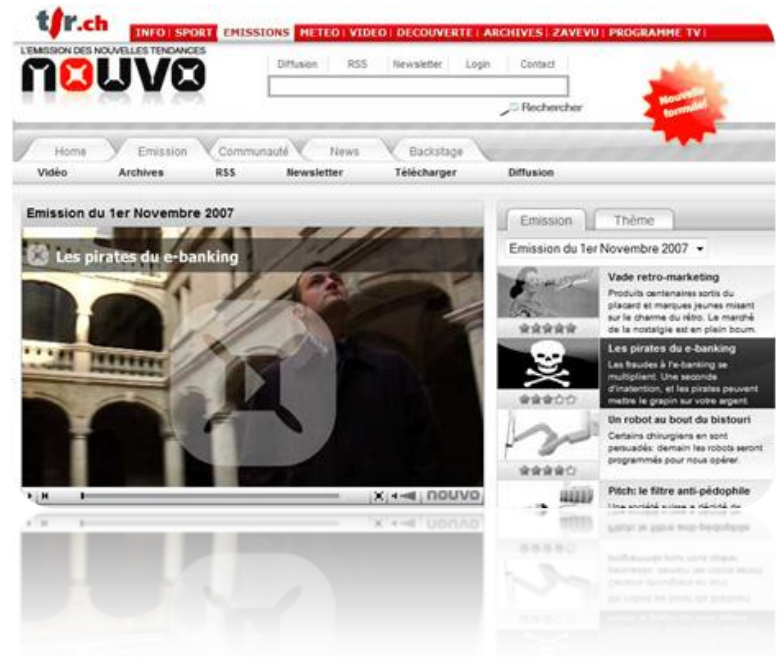 tsr.ch
INFO | SPORT | EMISSIONS | METEO | VIDEO | DECOUVERTE | ARCHIVES | ZAVEVU | PROGRAMME TV |
L'EMISSION DES NOUVELLES TENDANCES
nouvo
Diffusion | RSS | Newsletter | Login | Contact
Rechercher
Nouvelle
formule!
Home Emission Communauté News Backstage
Vidéo Archives RSS Newsletter Télécharger Diffusion
Emission du 1er Novembre 2007
Les pirates du e-banking
nouvo
Emission Thème
Emission du 1er Novembre 2007
Vade retro-marketing
Produits centenaires sortis du
placard et marques jeunes misant
sur le charme du rétro. Le marché
de la nostalgie est en plein boum.
Les pirates du e-banking
Les fraudes à l'e-banking se
multiplient. Une seconde
d'inatention, et les pirates peuvent
mettre le grapin sur votre argent.
Un robot au bout du bistouri
Certains chirurgiens en sont
persuadés: demain les robots seront
programmés pour nous opérer.
Pitch: le filtre anti-pédophile
Une société suisse a décidé de